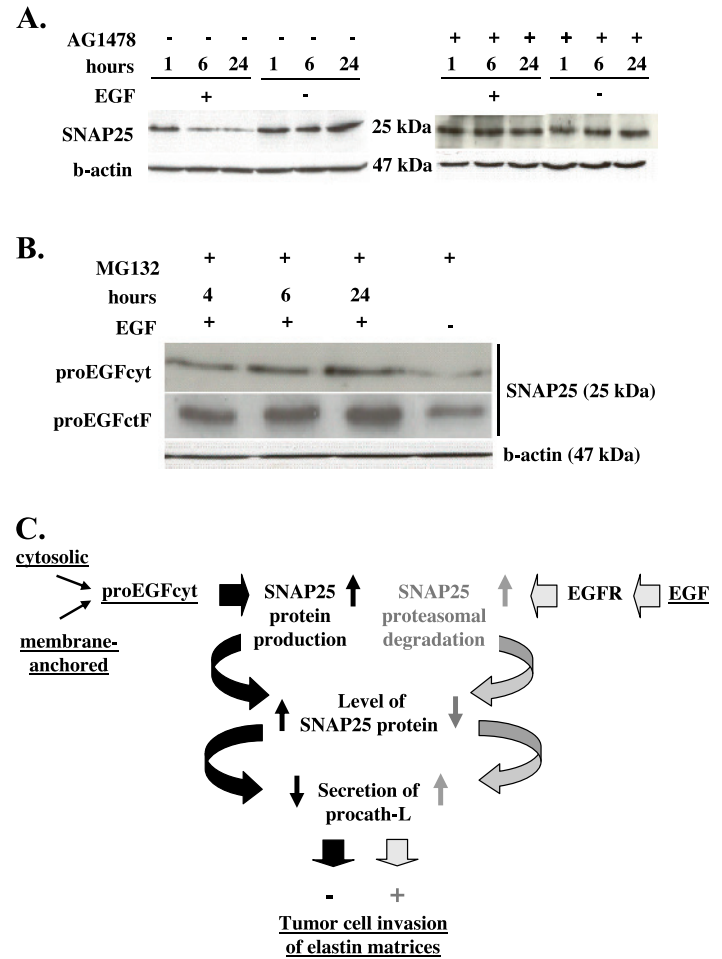 A.
AG1478 - - - - - - + + + + + +
hours 1 6 24 1 6 24 1 6 24 1 6 24
EGF + - + -
SNAP25 25 kDa
b-actin 47 kDa
B.
MG132 + + + +
hours 4 6 24
EGF + + + -
proEGFcyt
proEGFctF
SNAP25 (25 kDa)
b-actin (47 kDa)
C.
cytosolic
proEGFcyt
membrane-
anchored
SNAP25
protein
production
SNAP25
proteasomal
degradation
EGFR
EGF
Level of
SNAP25 protein
Secretion of
procath-L
- +
Tumor cell invasion
of elastin matrices